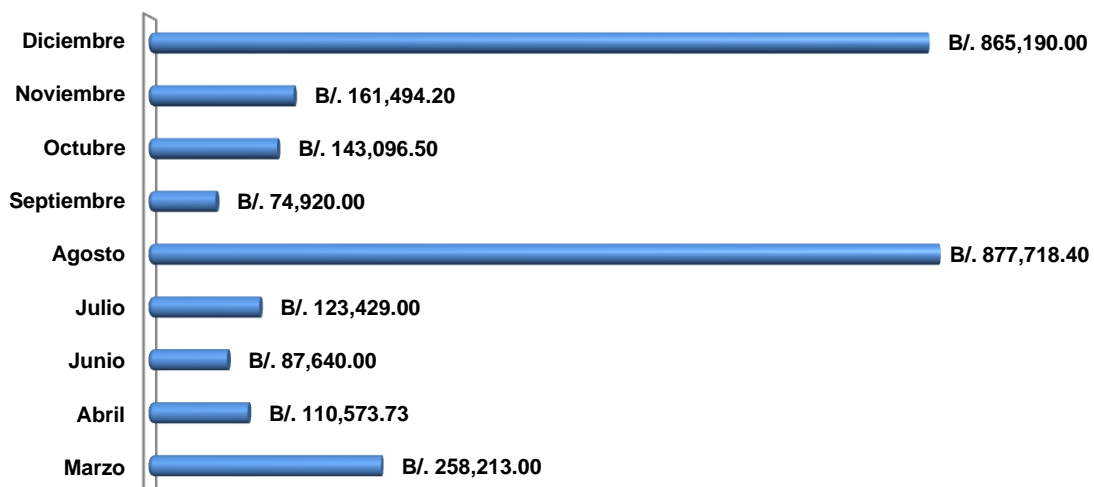 Diciembre B/. 865,190.00
Noviembre B/. 161,494.20
Octubre B/. 143,096.50
Septiembre B/. 74,920.00
Agosto B/. 877,718.40
Julio B/. 123,429.00
Junio B/. 87,640.00
Abril B/. 110,573.73
Marzo B/. 258,213.00